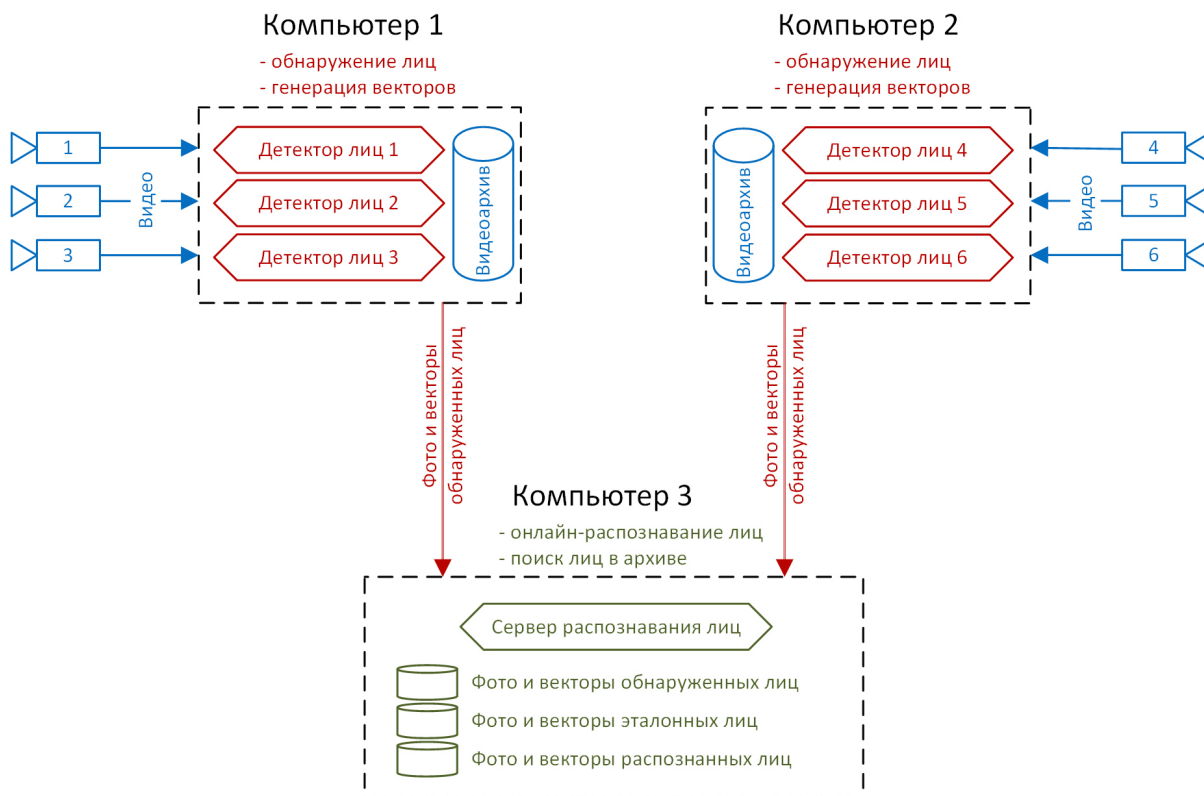 Компьютер 1
- обнаружение лиц
- генерация векторов
1
2
3
Видео
Детектор лиц 1
Детектор лиц 2
Детектор лиц 3
Видеоархив
Компьютер 2
- обнаружение лиц
- генерация векторов
Видеоархив
Детектор лиц 4
Детектор лиц 5
Детектор лиц 6
Видео
4
5
6
Фото и векторы
обнаруженных лиц
Фото и векторы
обнаруженных лиц
Компьютер 3
- онлайн-распознавание лиц
- поиск лиц в архиве
Сервер распознавания лиц
Фото и векторы обнаруженных лиц
Фото и векторы эталонных лиц
Фото и векторы распознанных лиц